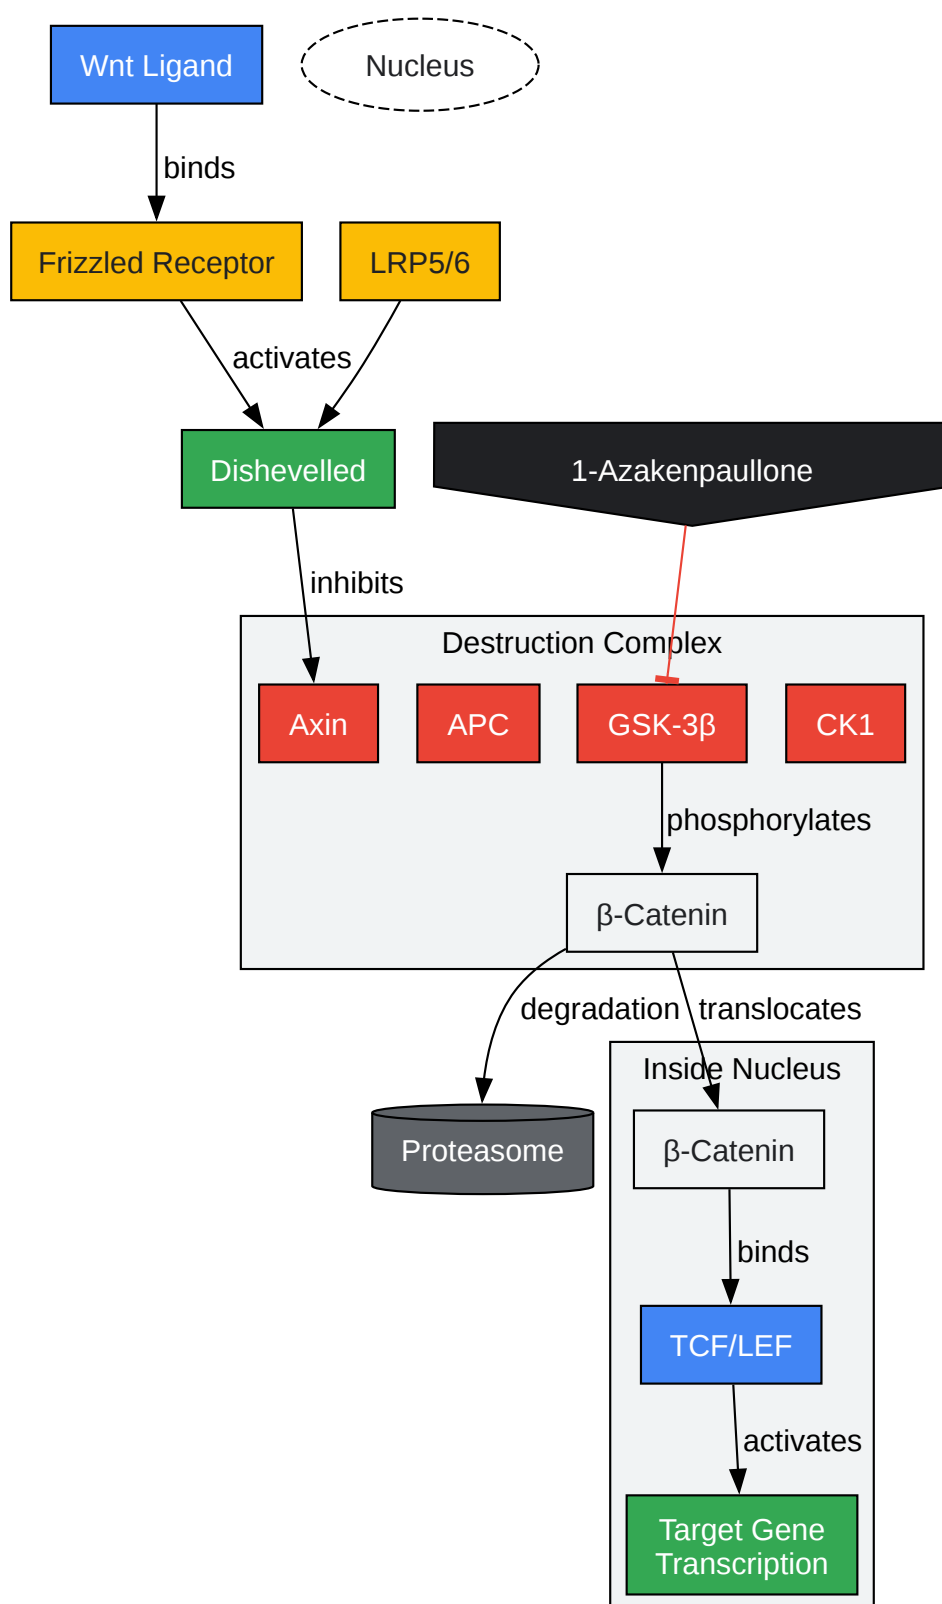 Wnt Ligand
Nucleus
binds
Frizzled Receptor
LRP5/6
activates
Dishevelled
1-Azakenpaullone
inhibits
Destruction Complex
Axin
APC
GSK-3β
CK1
phosphorylates
β-Catenin
degradation
translocates
Inside Nucleus
Proteasome
β-Catenin
binds
TCF/LEF
activates
Target Gene
Transcription